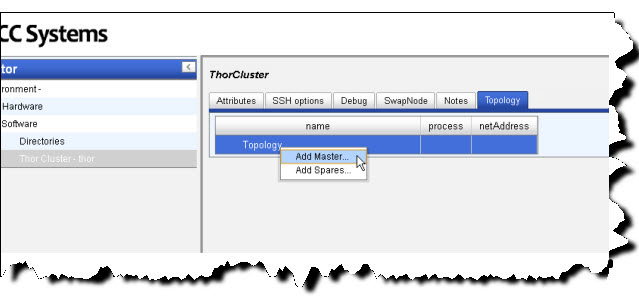 CC Systems
tor
ronment -
Hardware
Software
Directories
Thor Cluster - thor
ThorCluster
Attributes SSH options Debug SwapNode Notes Topology
name process netAddress
Topology
Add Master...
Add Spares...